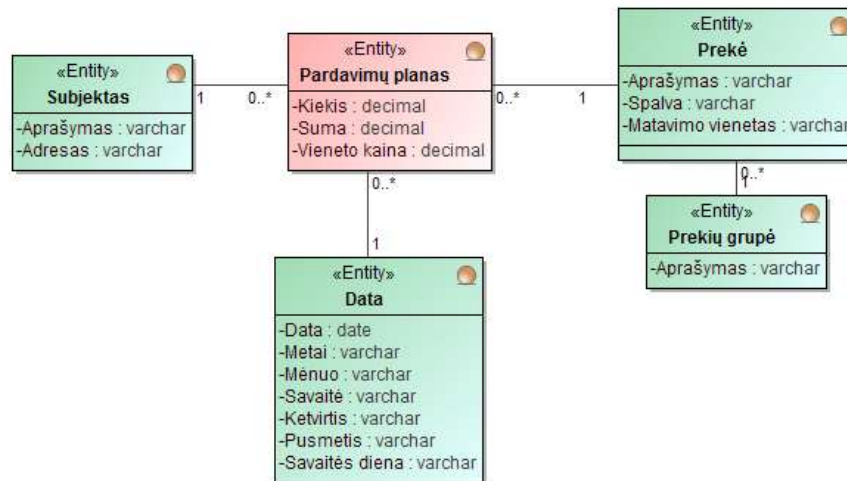 «Entity»
Subjektas
-Aprašymas : varchar
-Adresas : varchar
1
0..*
«Entity»
Pardavimų planas
-Kiekis : decimal
-Suma : decimal
-Vieneto kaina : decimal
0..*
1
«Entity»
Prekė
-Aprašymas : varchar
-Spalva : varchar
-Matavimo vienetas : varchar
0..*
1
«Entity»
Prekių grupė
-Aprašymas : varchar
0..*
1
«Entity»
Data
-Data : date
-Metai : varchar
-Mėnuo : varchar
-Savaitė : varchar
-Ketvirtis : varchar
-Pusmetis : varchar
-Savaitės diena : varchar